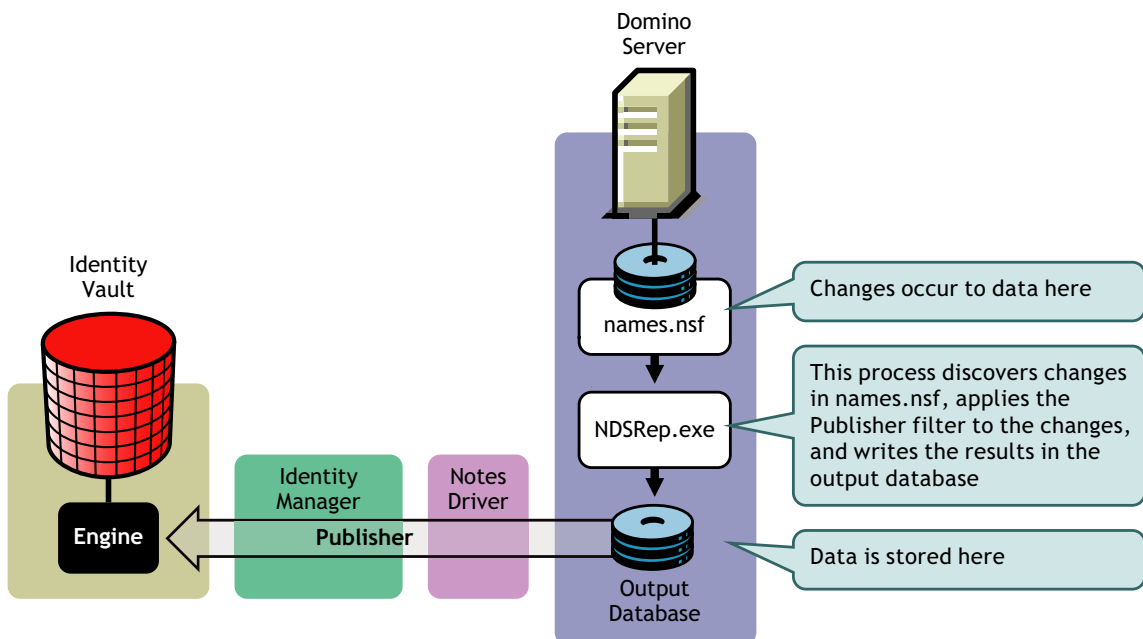 Domino
Server
Identity
Vault
names.nsf
Changes occur to data here
NDSRep.exe
This process discovers changes
in names.nsf, applies the
Publisher filter to the changes,
and writes the results in the
output database
Identity
Manager
Notes
Driver
Engine
Publisher
Output
Database
Data is stored here